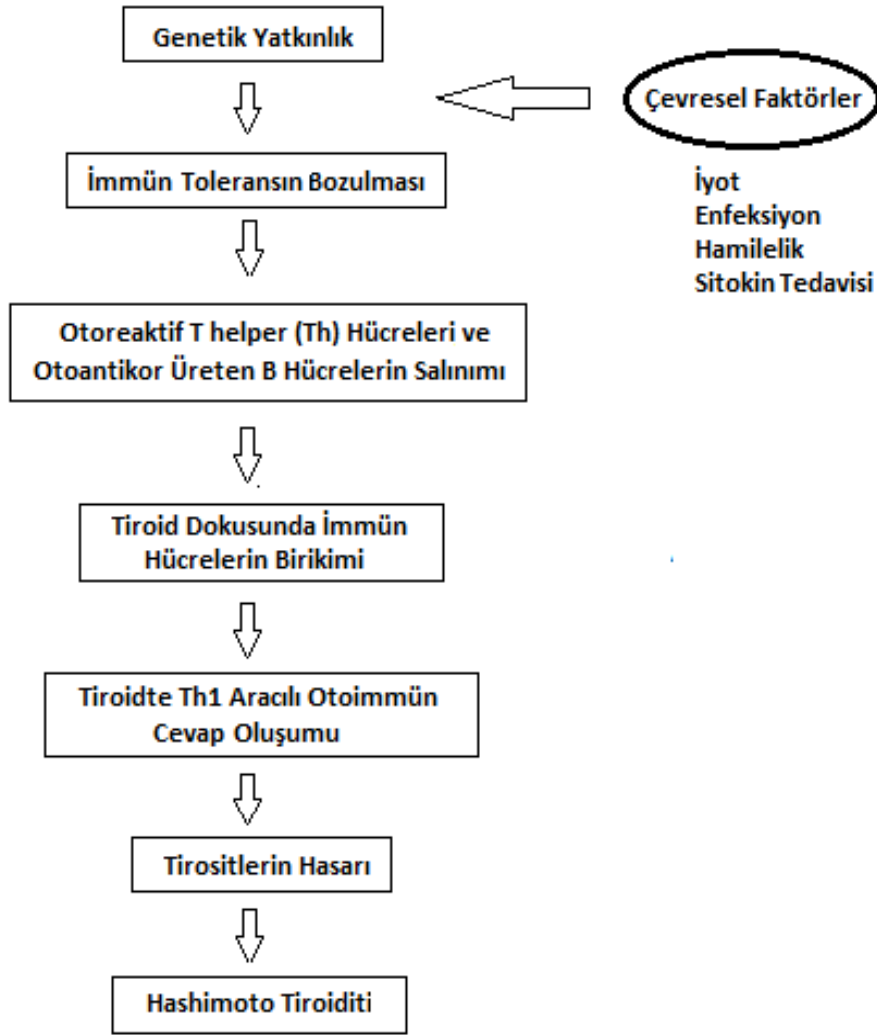 Genetik Yatkınlık
Çevresel Faktörler
İmmün Toleransın Bozulması
İyot
Enfeksiyon
Hamilelik
Sitokin Tedavisi
Otoreaktif T helper (Th) Hücreleri ve
Otoantikor Üreten B Hücrelerin Salınımı
Tiroid Dokusunda İmmün
Hücrelerin Birikimi
Tiroidte Th1 Aracılı Otoimmün
Cevap Oluşumu
Tirositlerin Hasarı
Hashimoto Tiroiditi